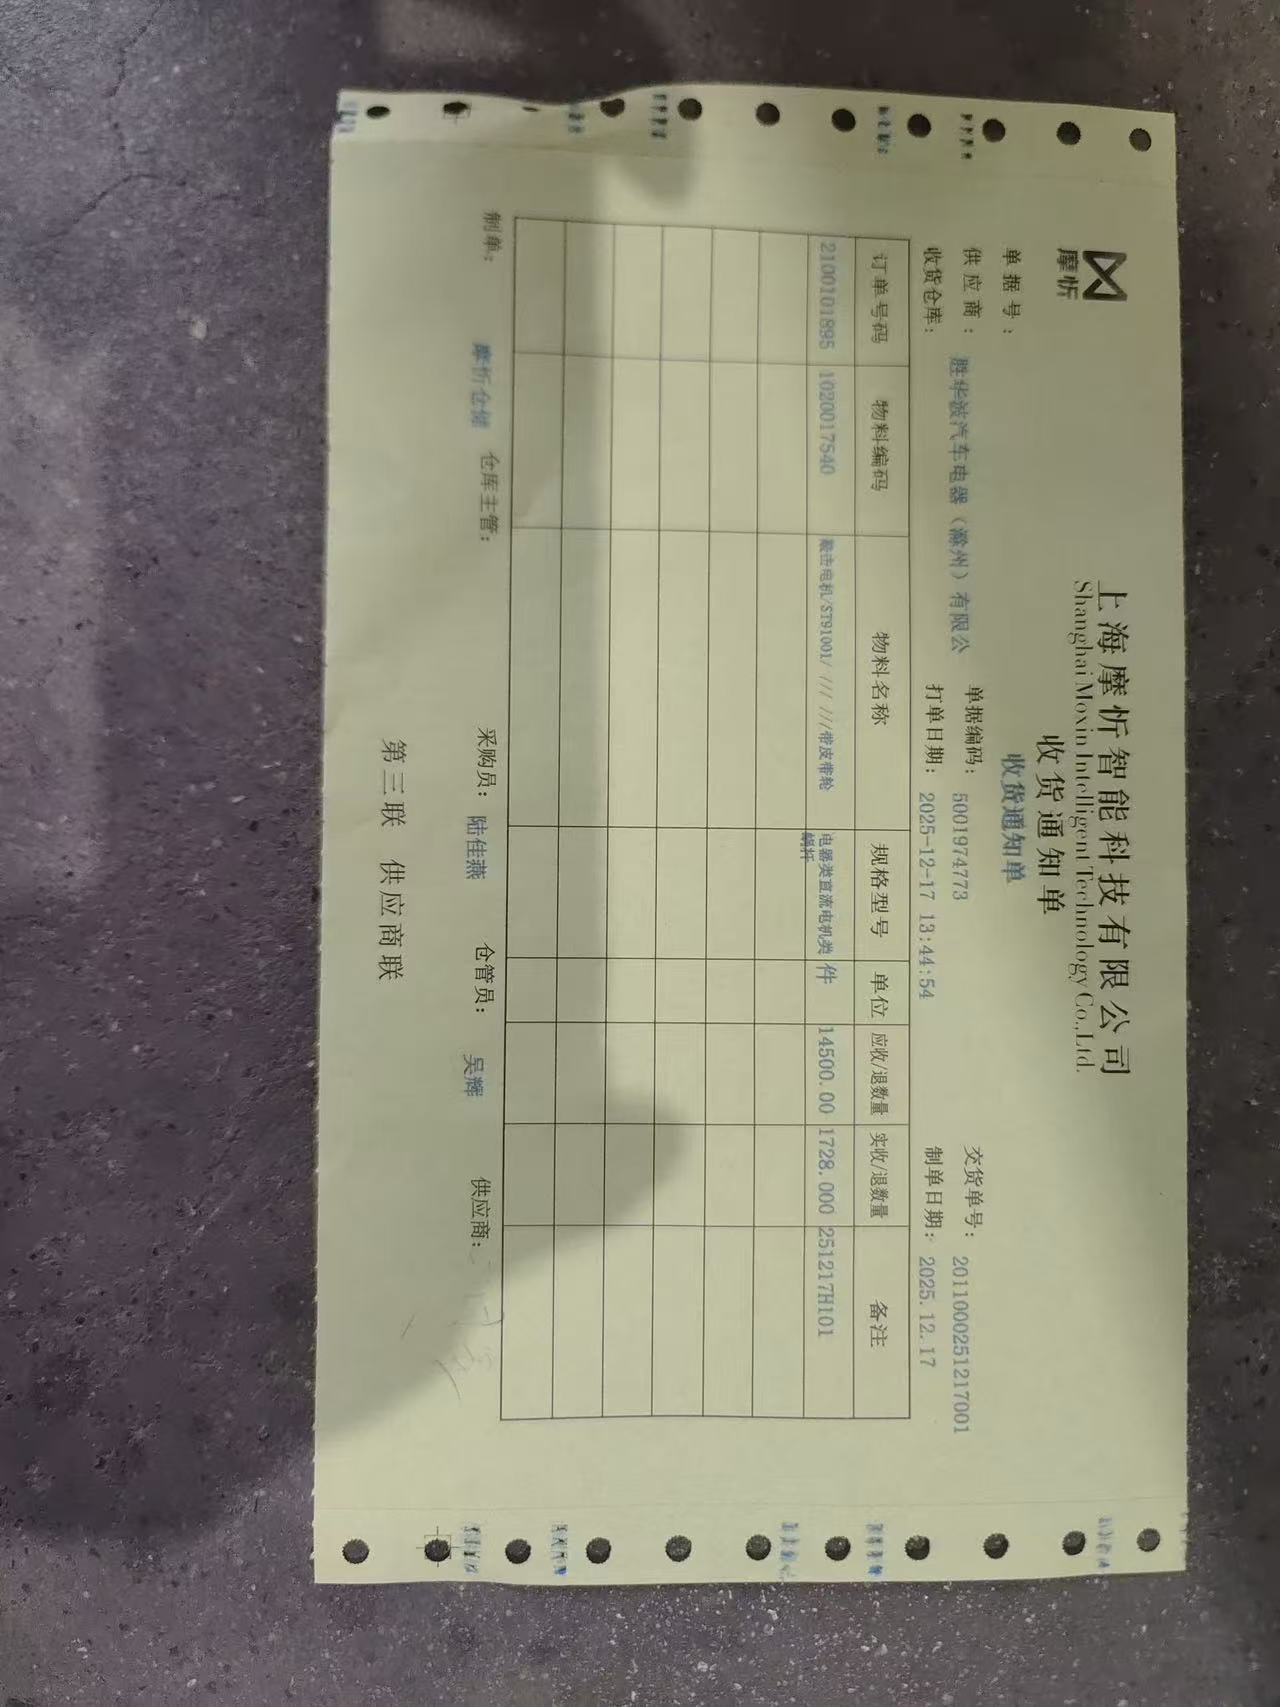 摩忻
上海摩忻智能科技有限公司
Shanghai Moxin Intelligent Technology Co.,Ltd.
收货通知单
单据号： 收货通知单
供应商： 胜华波汽车电器（滁州）有限公 单据编码： 5001974773 交货单号： 2011000251217001
收货仓库： 打单日期： 2025-12-17 13:44:54 制单日期： 2025.12.17
订单号码 物料编码 物料名称 规格型号 单位 应收/退数量 实收/退数量 备注
2100101895 1020017540 敲击电机/ST91001/ /// ///带皮带轮 电器类直流电机类 件 14500.00 1728.000 251217H101
蜗杆
制单： 摩忻仓储 仓库主管： 采购员： 陆佳燕 仓管员： 吴辉 供应商：
第三联 供应商联